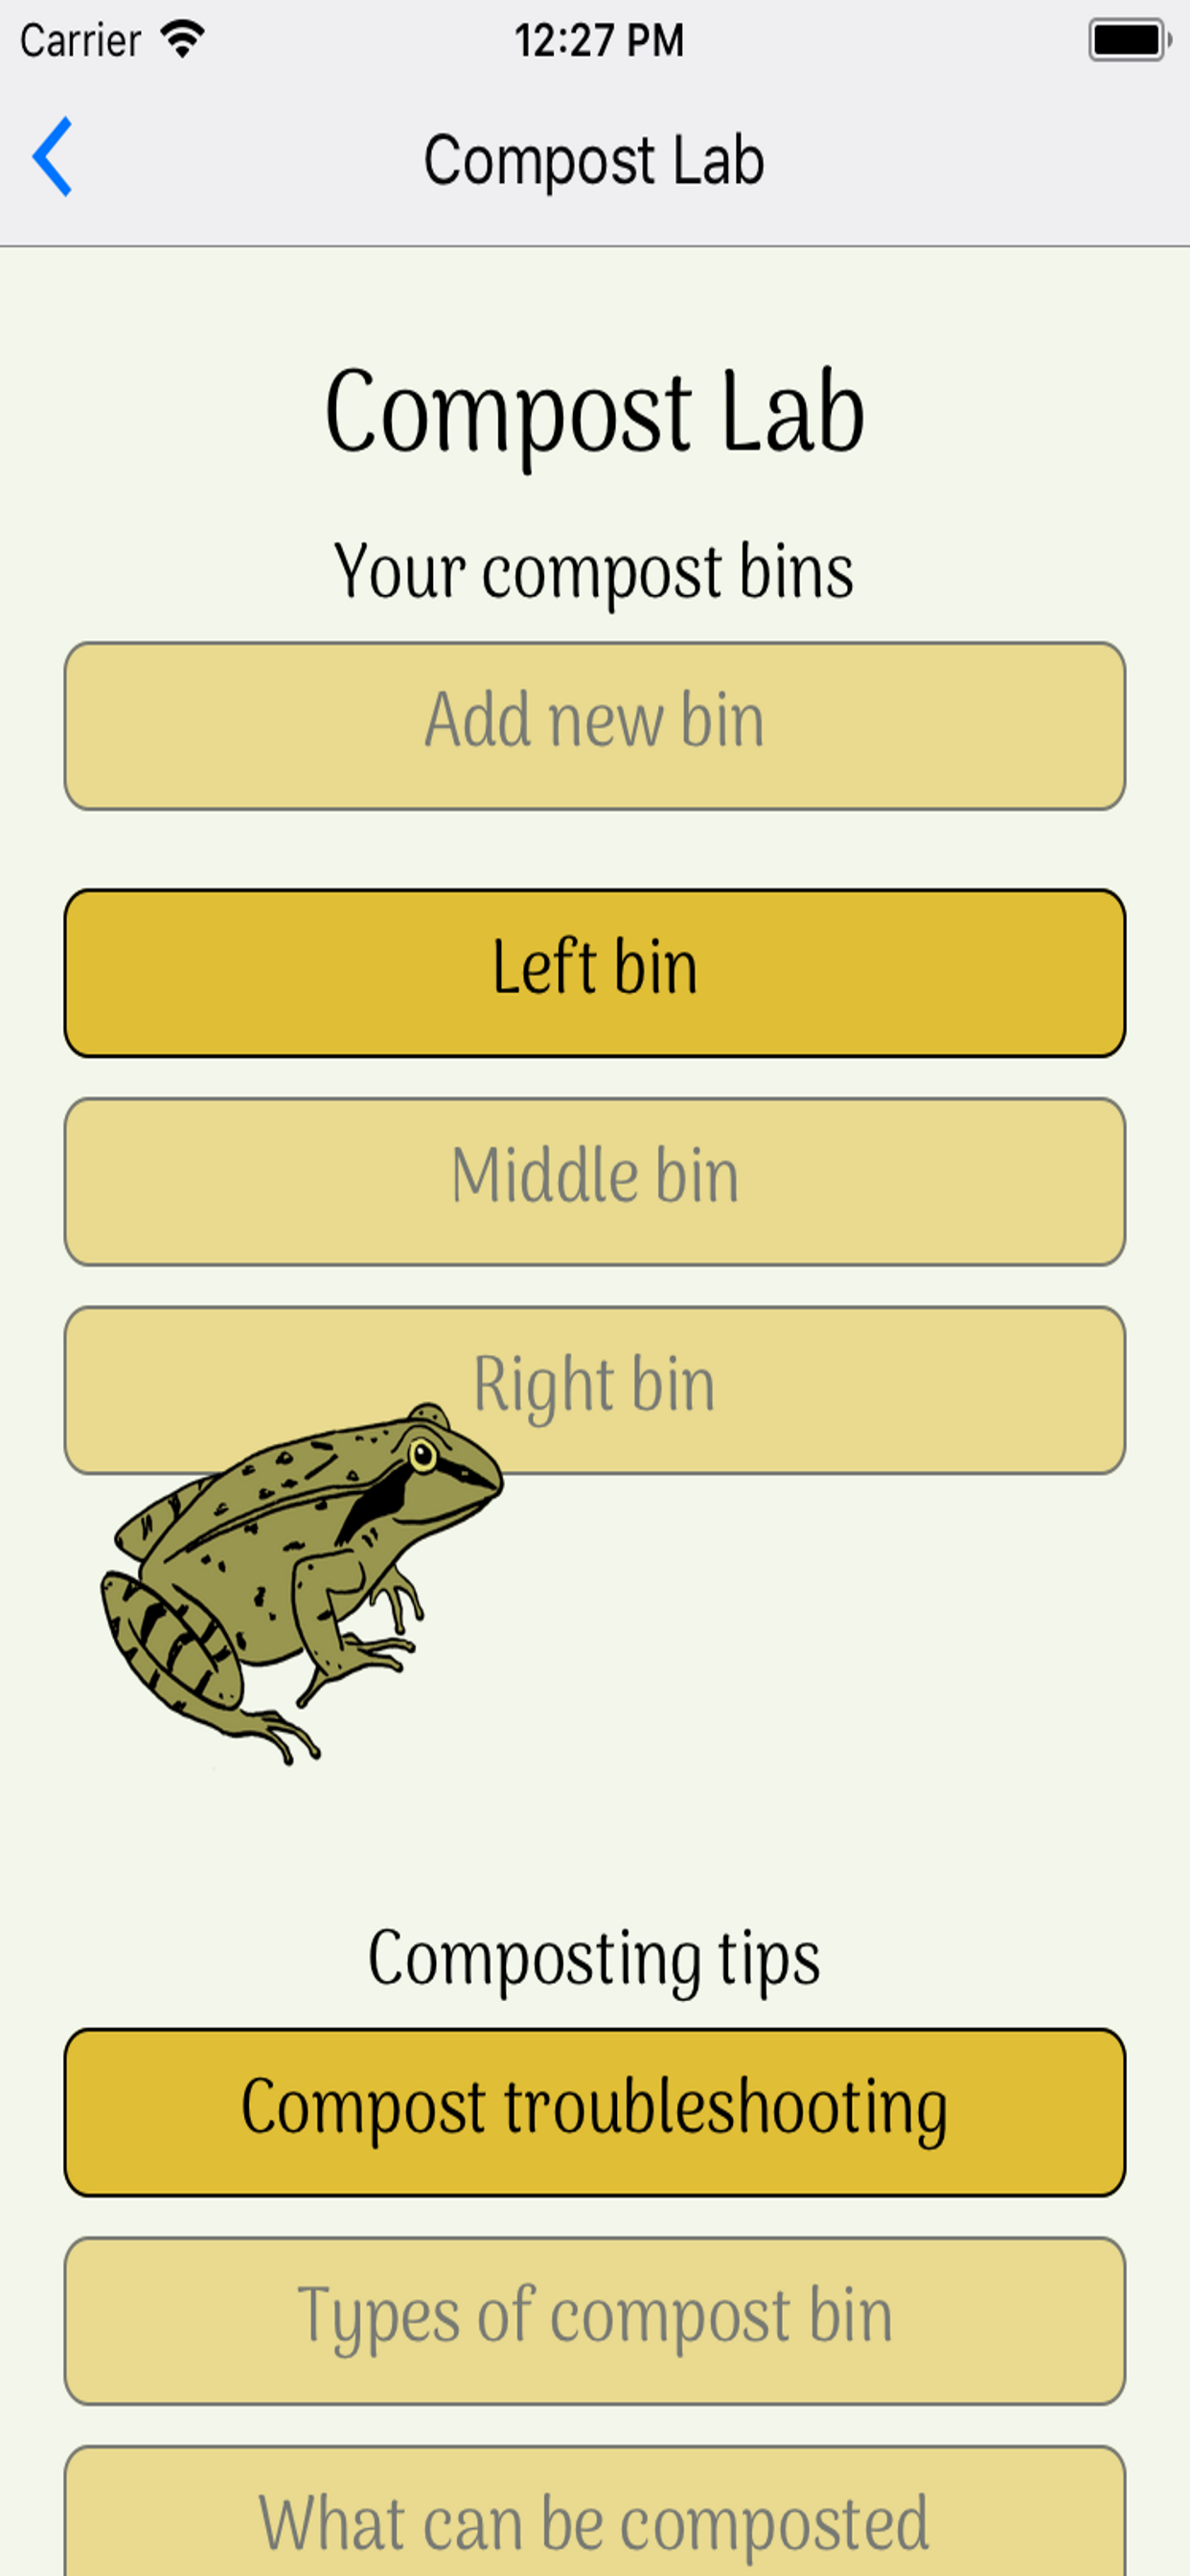 Carrier 12:27 PM
Compost Lab
Compost Lab
Your compost bins
Add new bin
Left bin
Middle bin
Right bin
Composting tips
Compost troubleshooting
Types of compost bin
What can be composted